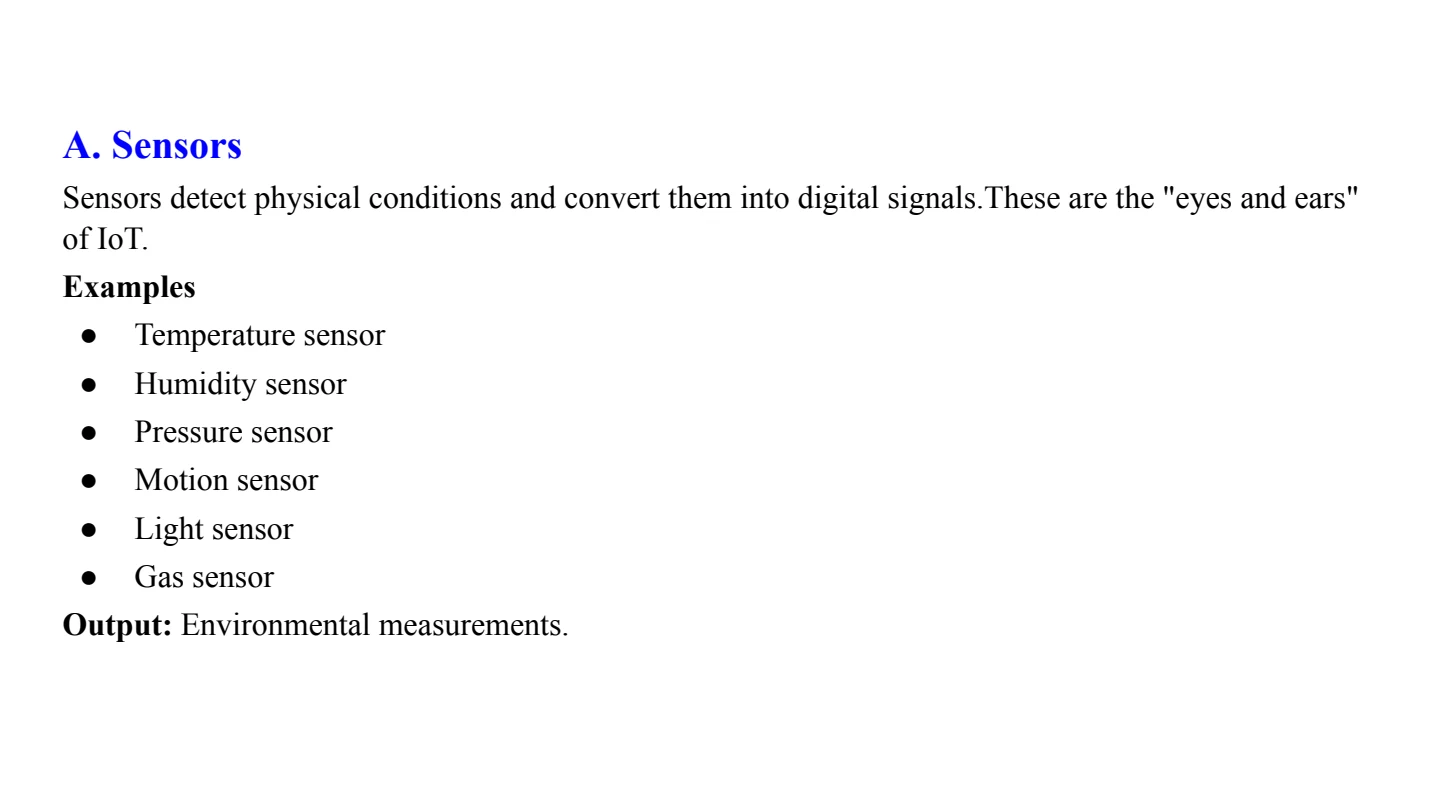 A. Sensors
Sensors detect physical conditions and convert them into digital signals.These are the "eyes and ears"
of IoT.
Examples
● Temperature sensor
● Humidity sensor
● Pressure sensor
● Motion sensor
● Light sensor
● Gas sensor
Output: Environmental measurements.